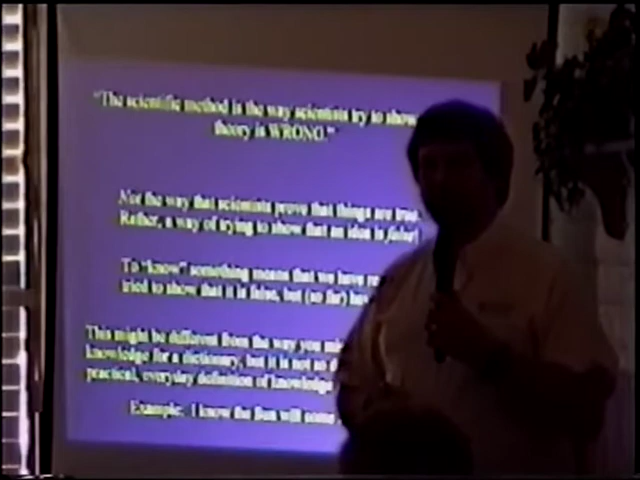 "The scientific method is the way scientists try to show
theory is WRONG."
Not the way that scientists prove that things are true.
Rather, a way of trying to show that an idea is false!
To "know" something means that we have
tried to show that it is false, but (so far)
This might be different from the way you
knowledge for a dictionary, but it is not so
practical, everyday definition of knowledge
Example: I know the Sun will come